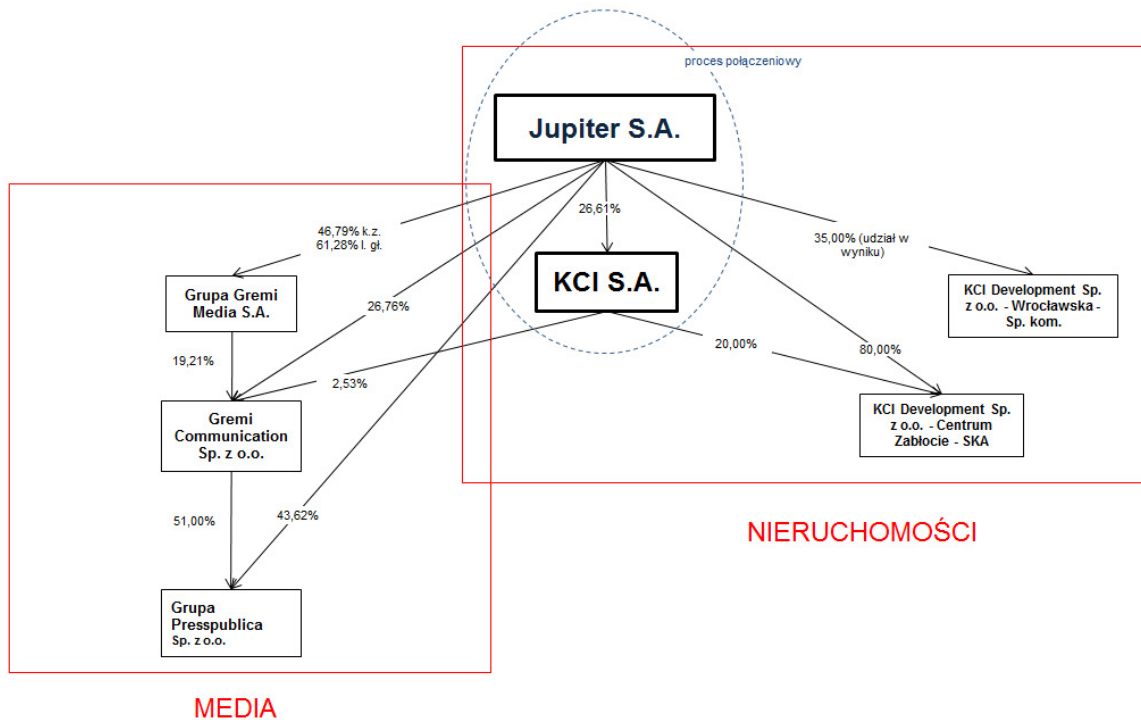 proces połączeniowy
Jupiter S.A.
26,61%
46,79% k.z.
61,28% l. gł.
35,00% (udział w
wyniku)
KCI S.A.
Grupa Gremi
Media S.A.
KCI Development Sp.
z o.o. - Wrocławska -
Sp. kom.
26,76%
20,00%
80,00%
19,21%
2,53%
Gremi
Communication
Sp. z o.o.
KCI Development Sp.
z o.o. - Centrum
Zabłocie - SKA
51,00%
43,62%
NIERUCHOMOŚCI
Grupa
Presspublica
Sp. z o.o.
MEDIA